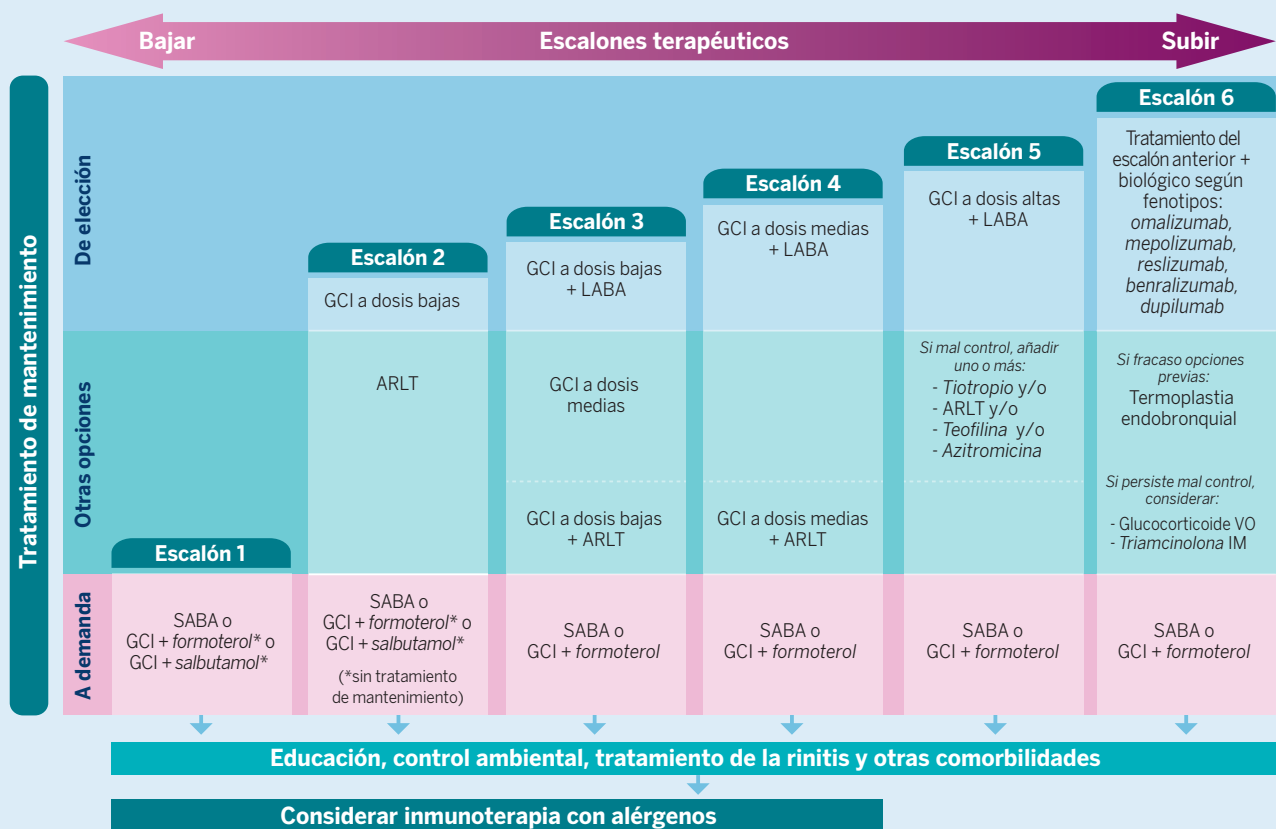 Bajar
Escalones terapéuticos
Subir
Tratamiento de mantenimiento
De elección
Otras opciones
A demanda
Escalón 1
SABA o
GCI + formoterol* o
GCI + salbutamol*
Escalón 2
GCI a dosis bajas
ARLT
SABA o
GCI + formoterol* o
GCI + salbutamol*
(*sin tratamiento
de mantenimiento)
Escalón 3
GCI a dosis bajas
+ LABA
GCI a dosis
medias
GCI a dosis bajas
+ ARLT
SABA o
GCI + formoterol
Escalón 4
GCI a dosis medias
+ LABA
GCI a dosis medias
+ ARLT
SABA o
GCI + formoterol
Escalón 5
GCI a dosis altas
+ LABA
Si mal control, añadir
uno o más:
- Tiotropio y/o
- ARLT y/o
- Teofilina y/o
- Azitromicina
SABA o
GCI + formoterol
Escalón 6
Tratamiento del
escalón anterior +
biológico según
fenotipos:
omalizumab,
mepolizumab,
reslizumab,
benralizumab,
dupilumab
Si fracaso opciones
previas:
Termoplastia
endobronquial
Si persiste mal control,
considerar:
- Glucocorticoide VO
- Triamcinolona IM
SABA o
GCI + formoterol
Educación, control ambiental, tratamiento de la rinitis y otras comorbilidades
Considerar inmunoterapia con alérgenos